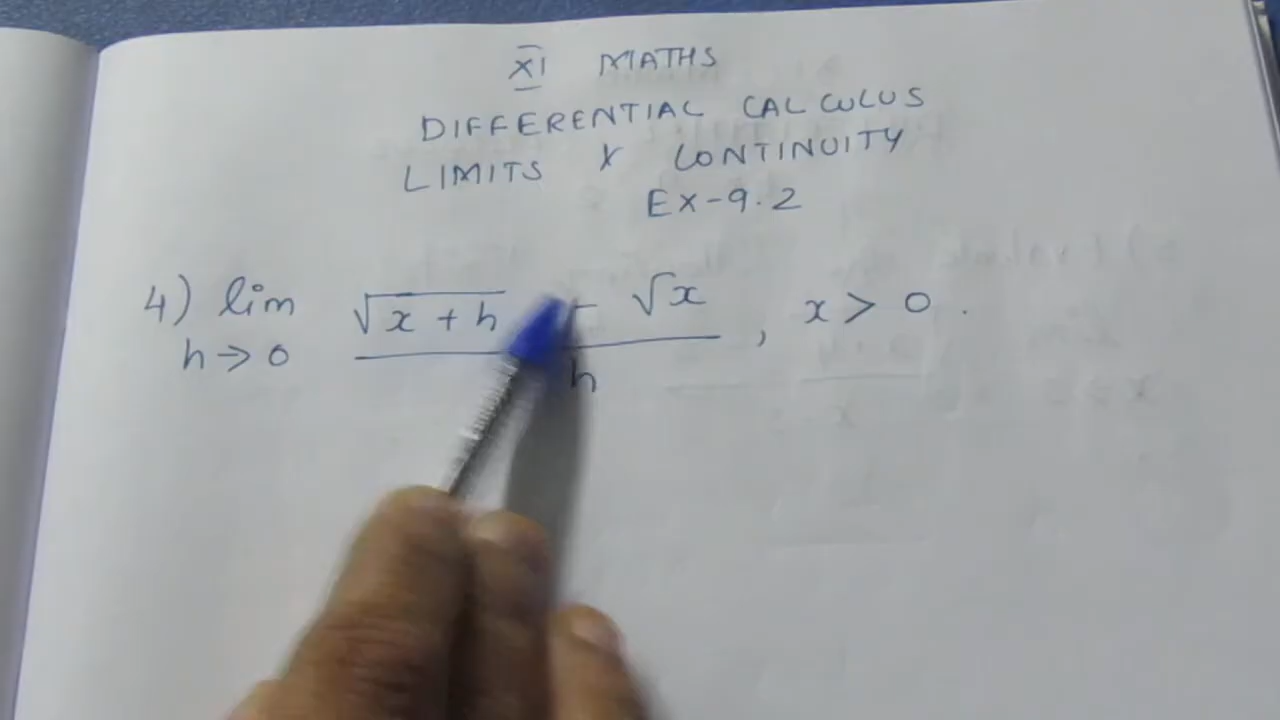 XI MATHS
DIFFERENTIAL CALCULUS
LIMITS & CONTINUITY
Ex-9.2
4) lim √(x + h) - √x , x > 0 .
h → 0 h